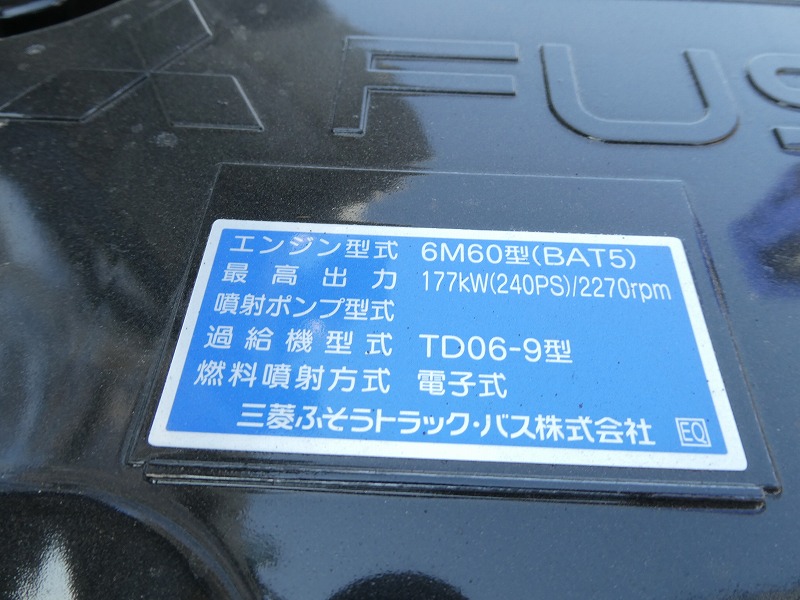 FUS
エンジン型式 6M60型(BAT5)
最高出力 177kW(240PS)/2270rpm
噴射ポンプ型式
過給機型式 TD06-9型
燃料噴射方式 電子式
三菱ふそうトラック・バス株式会社 EQ